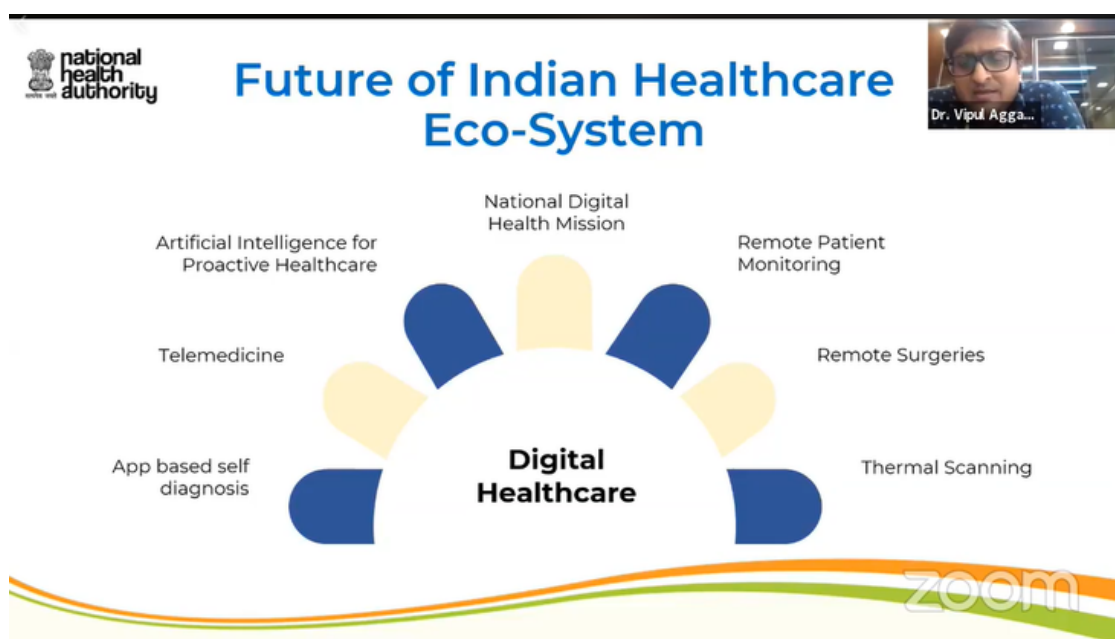 national
health
authority
Future of Indian Healthcare
Eco-System
Dr. Vipul Agga...
National Digital
Health Mission
Artificial Intelligence for
Proactive Healthcare
Remote Patient
Monitoring
Telemedicine
Remote Surgeries
App based self
diagnosis
Digital
Healthcare
Thermal Scanning
zoom